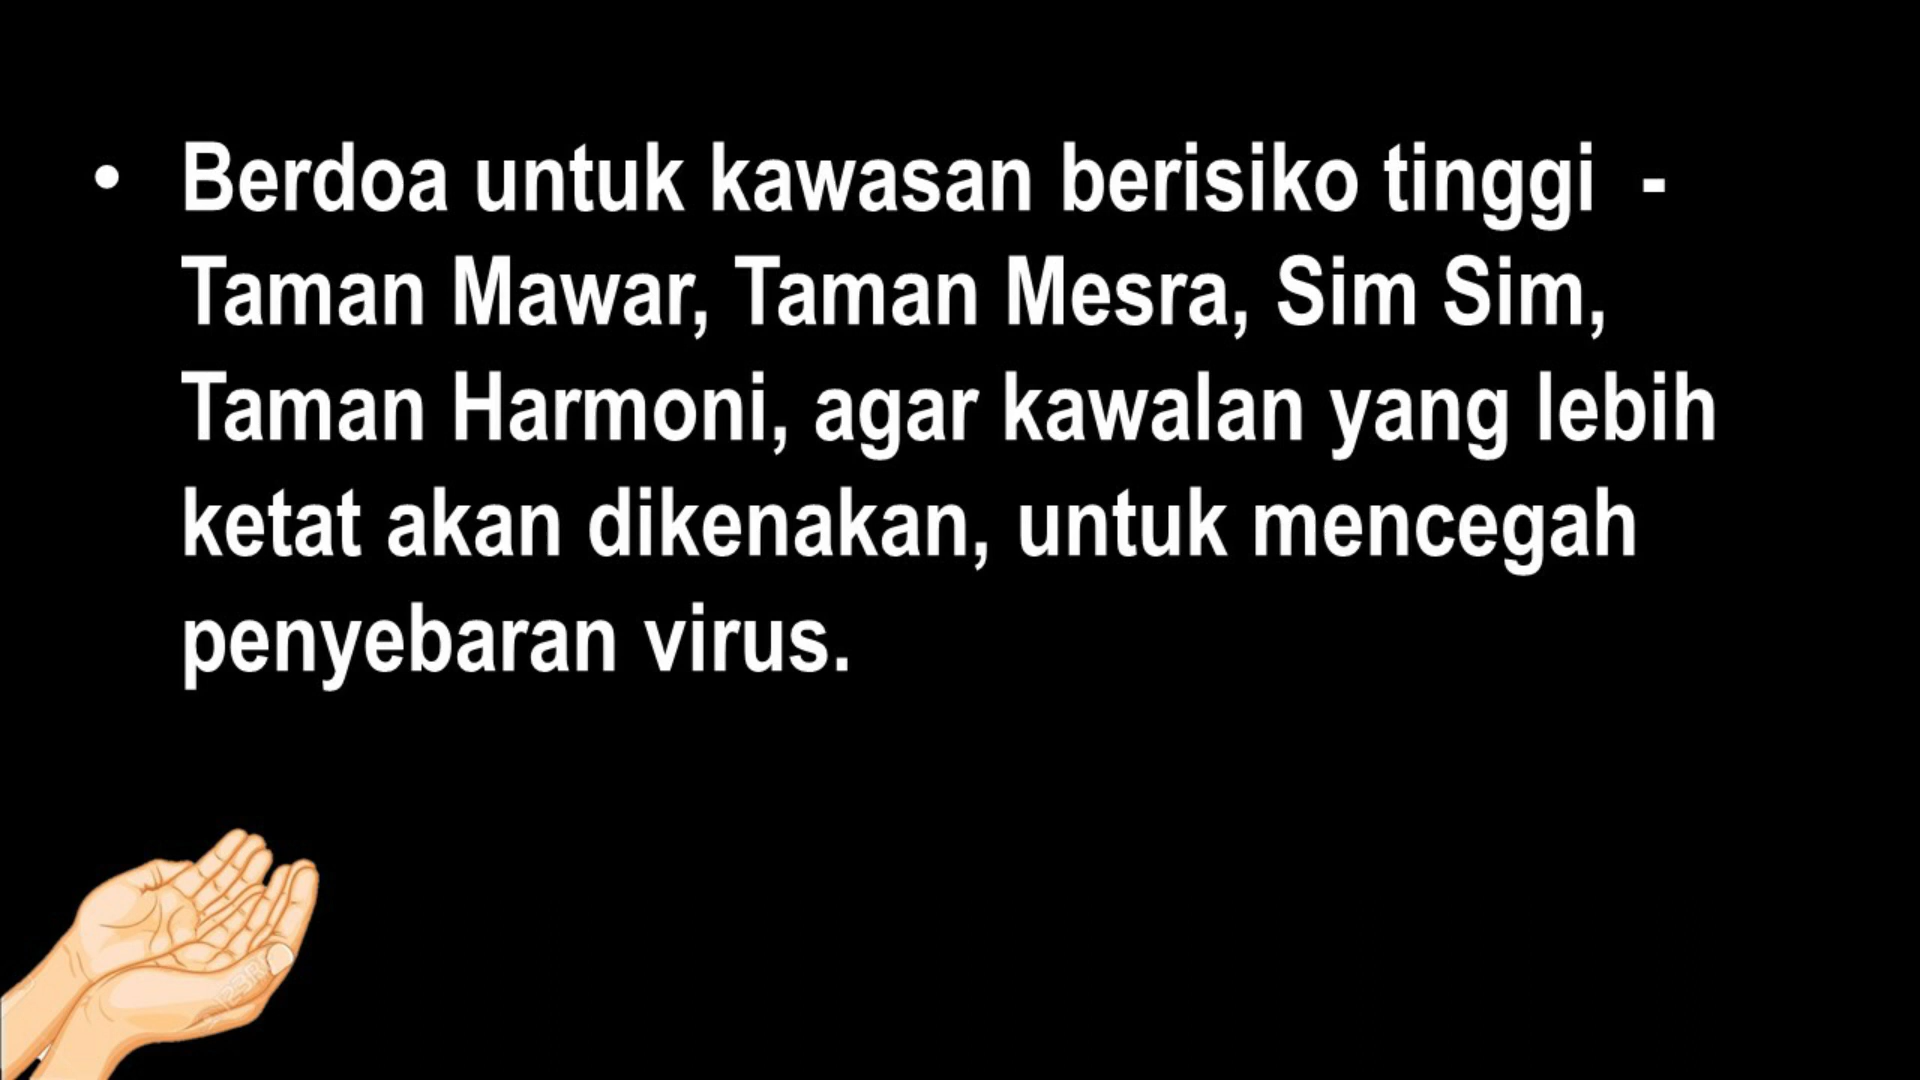 • Berdoa untuk kawasan berisiko tinggi  -
Taman Mawar, Taman Mesra, Sim Sim,
Taman Harmoni, agar kawalan yang lebih
ketat akan dikenakan, untuk mencegah
penyebaran virus.